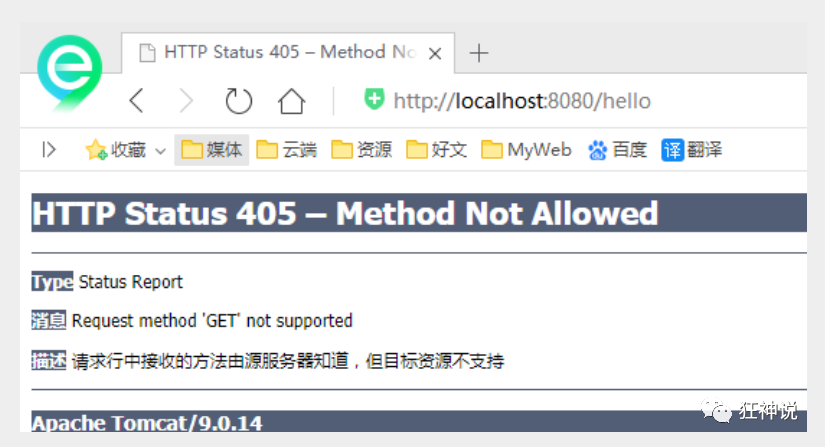 HTTP Status 405 – Method No
http://localhost:8080/hello
收藏 媒体 云端 资源 好文 MyWeb 百度 译 翻译
HTTP Status 405 – Method Not Allowed
Type Status Report
消息 Request method 'GET' not supported
描述 请求行中接收的方法由源服务器知道，但目标资源不支持
Apache Tomcat/9.0.14
狂神说